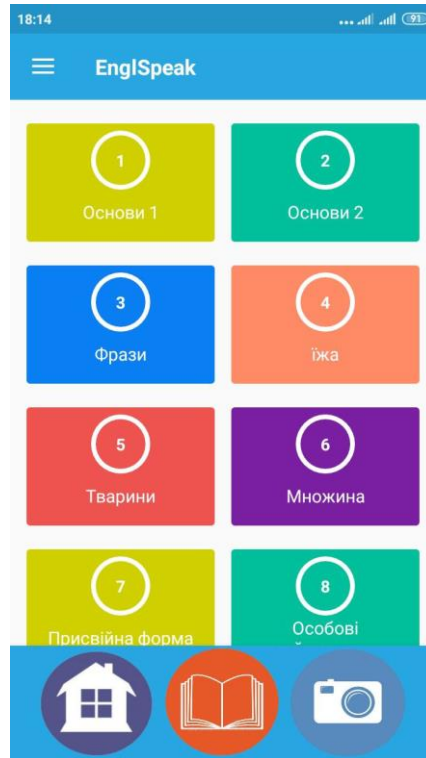 18:14
91
EnglSpeak
1
Основи 1
2
Основи 2
3
Фрази
4
їжа
5
Тварини
6
Множина
7
Присвійна форма
8
Особові